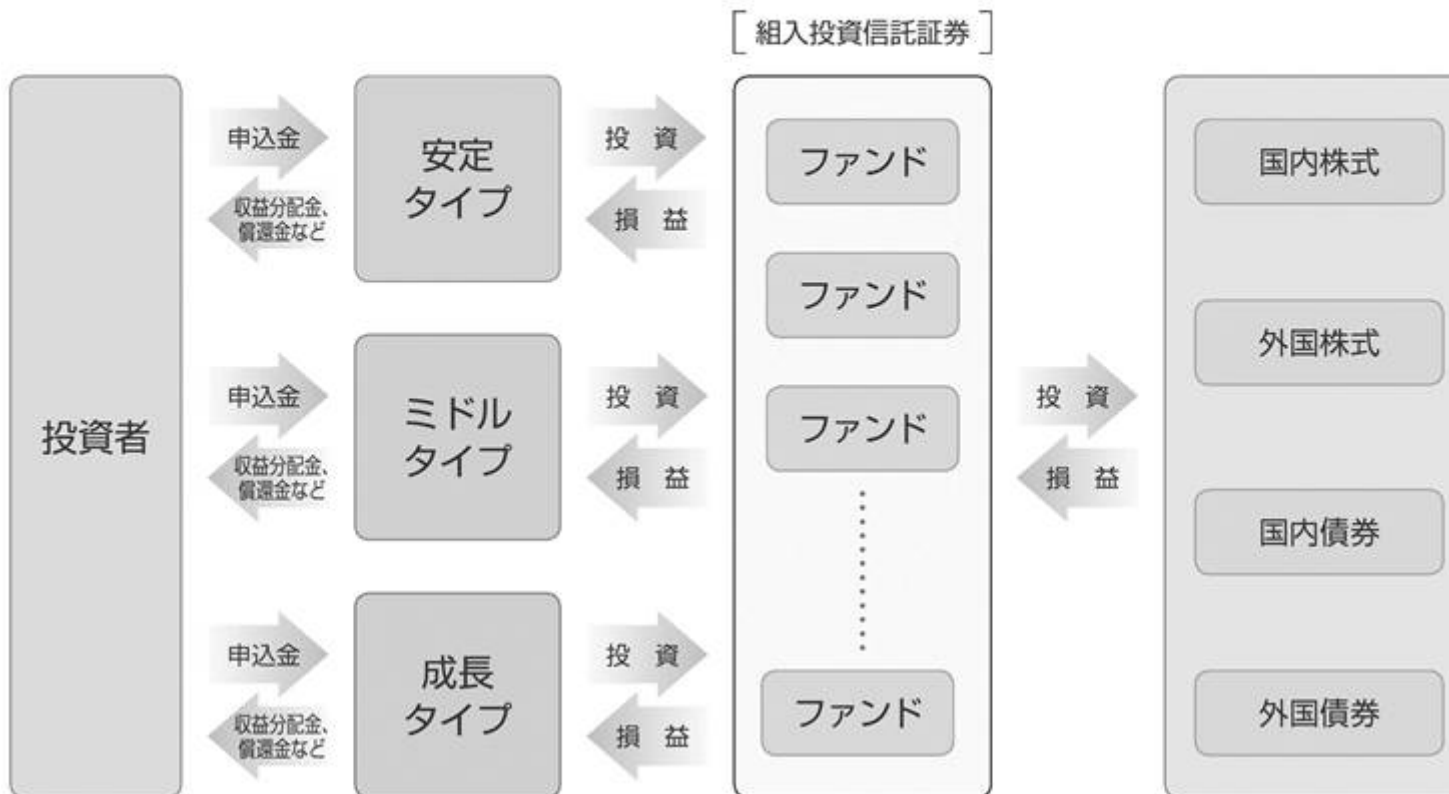 [組入投資信託証券]
投資者
申込金
収益分配金、
償還金など
安定
タイプ
投 資
損 益
申込金
収益分配金、
償還金など
ミドル
タイプ
投 資
損 益
申込金
収益分配金、
償還金など
成長
タイプ
投 資
損 益
ファンド
ファンド
ファンド
ファンド
投 資
損 益
国内株式
外国株式
国内債券
外国債券